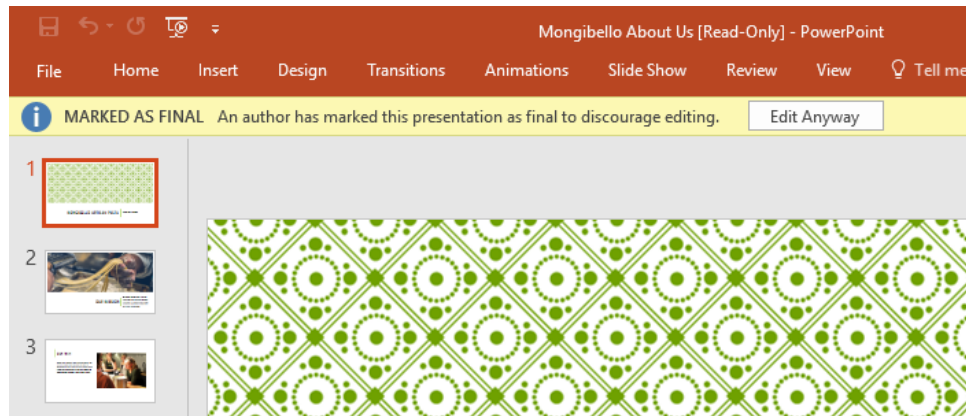 Mongibello About Us [Read-Only] - PowerPoint
File Home Insert Design Transitions Animations Slide Show Review View Tell me
MARKED AS FINAL An author has marked this presentation as final to discourage editing. Edit Anyway
1
2
3